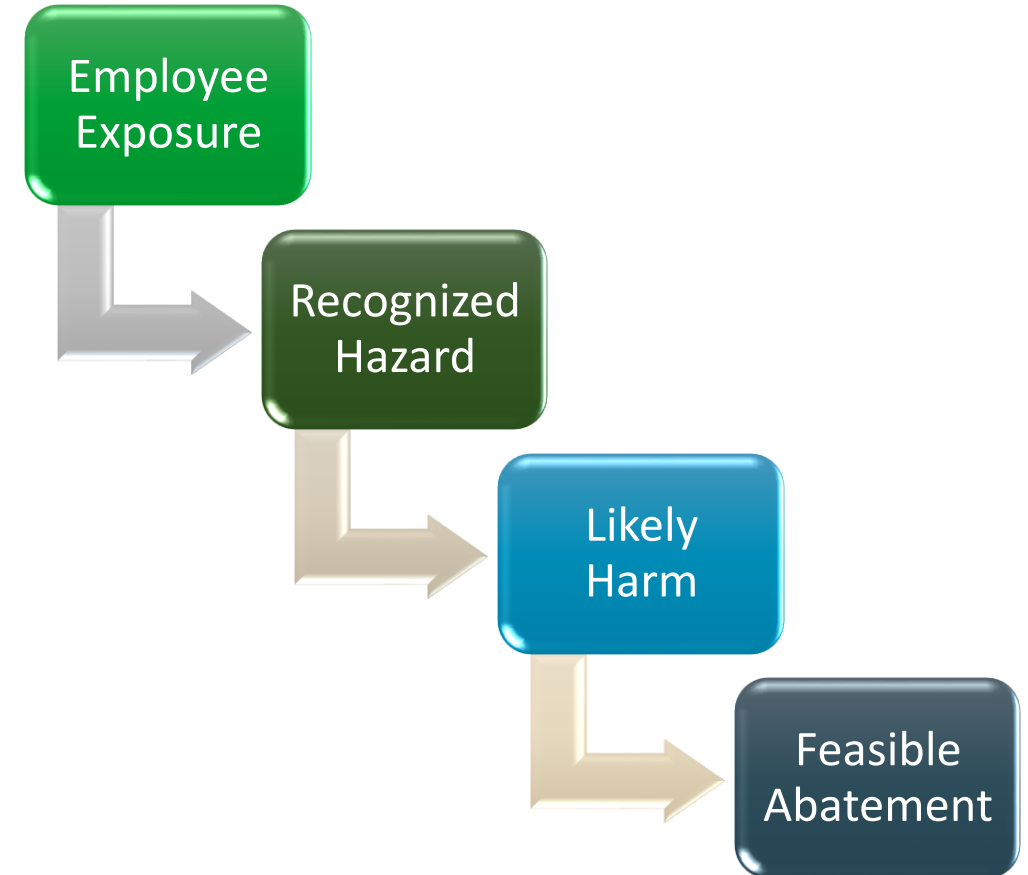 Employee
Exposure
Recognized
Hazard
Likely
Harm
Feasible
Abatement